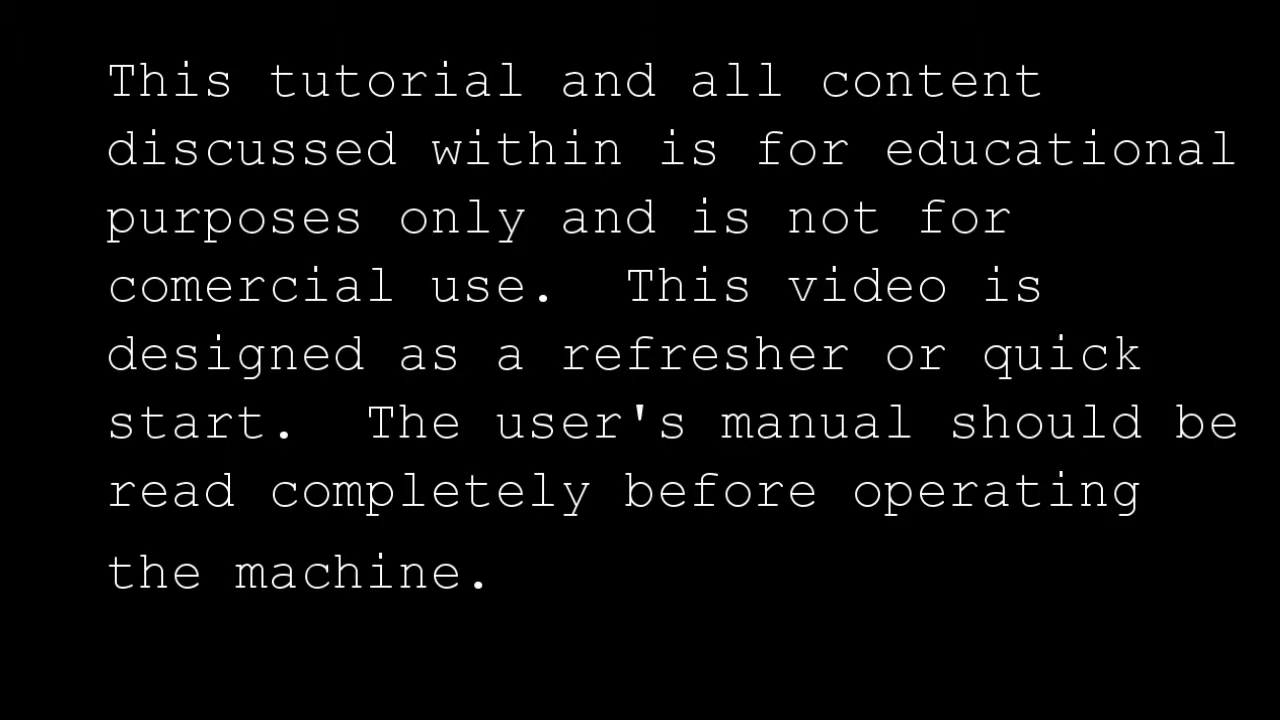 This tutorial and all content
discussed within is for educational
purposes only and is not for
comercial use.  This video is
designed as a refresher or quick
start.  The user's manual should be
read completely before operating
the machine.